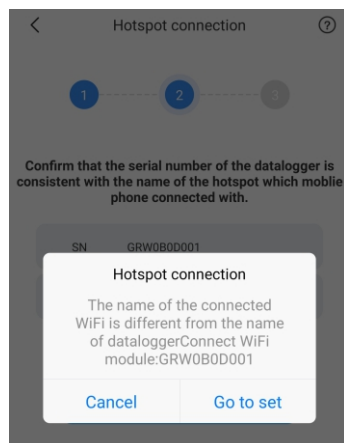 Hotspot connection
?
1
2
3
Confirm that the serial number of the datalogger is
consistent with the name of the hotspot which moblie
phone connected with.
SN GRW0B0D001
Hotspot connection
The name of the connected
WiFi is different from the name
of dataloggerConnect WiFi
module:GRW0B0D001
Cancel Go to set